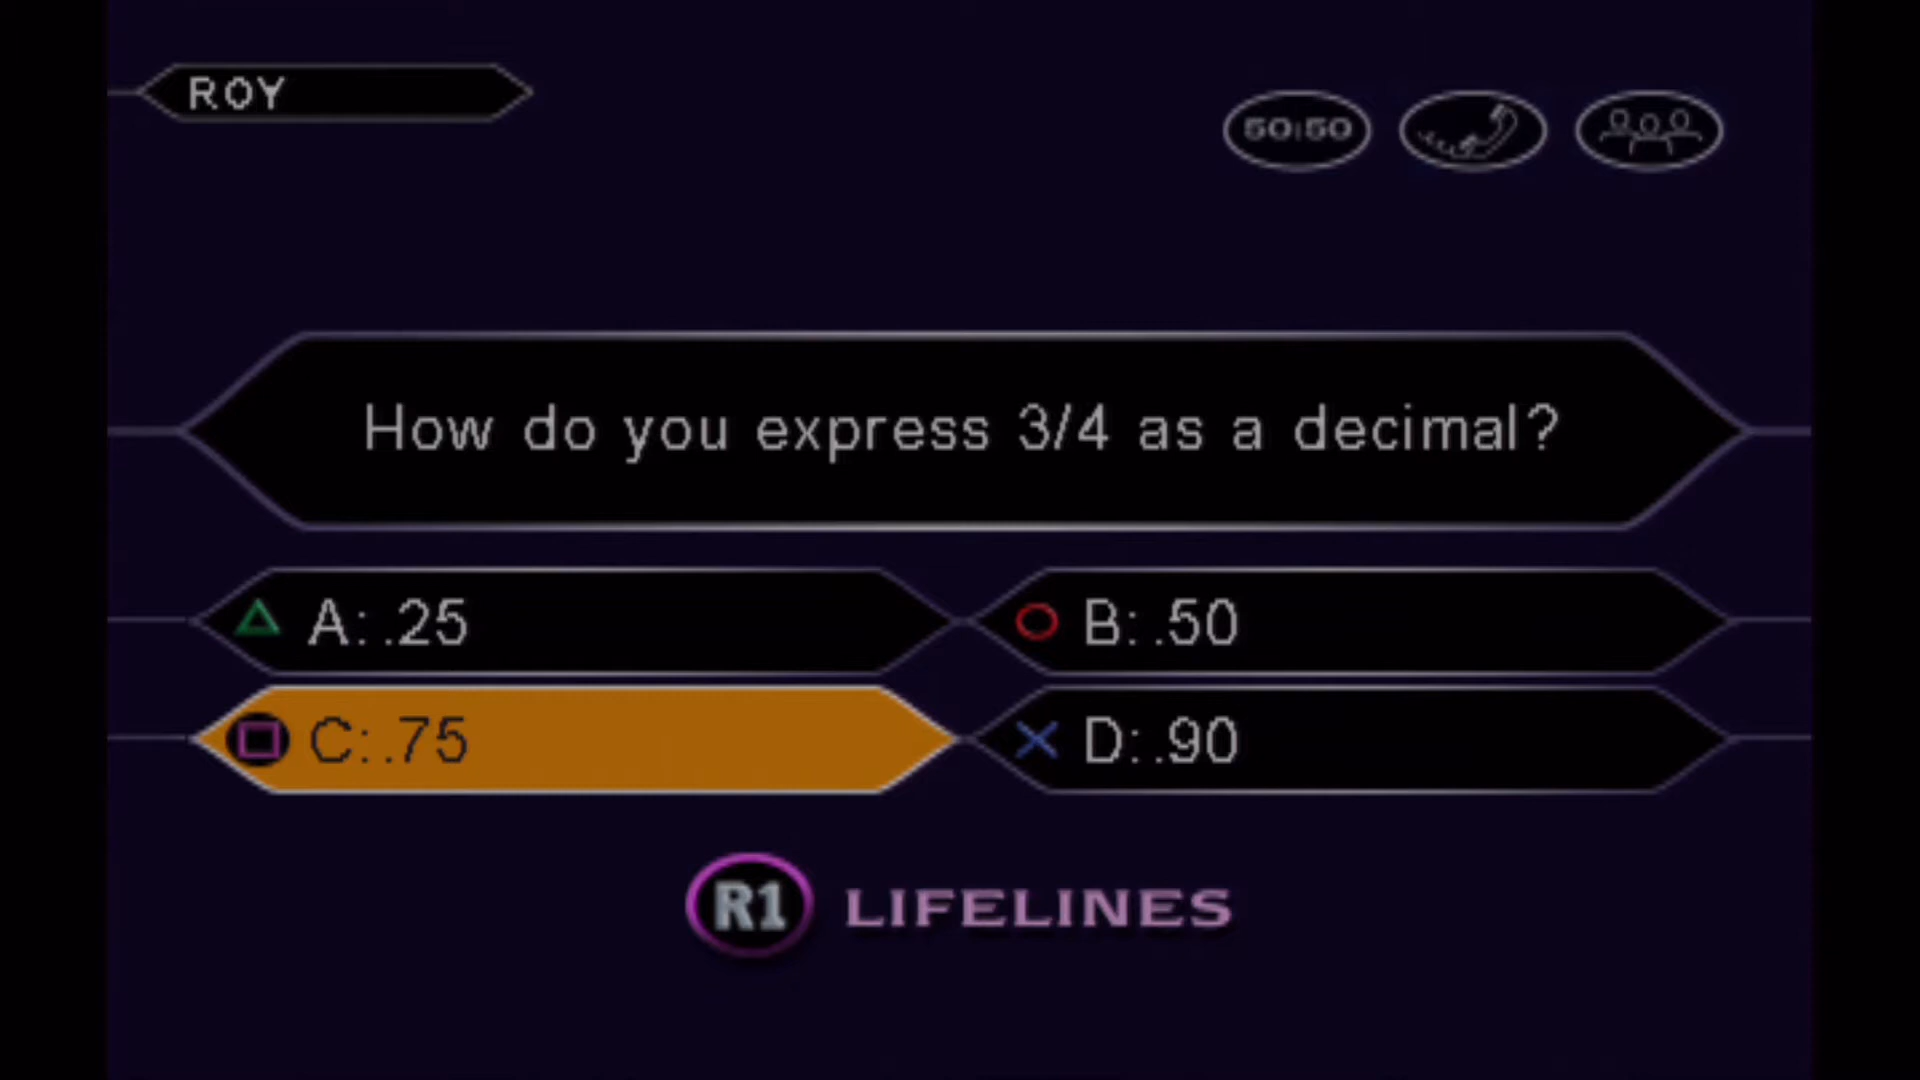 ROY
50:50
How do you express 3/4 as a decimal?
A: .25
B: .50
C: .75
D: .90
R1 LIFELINES